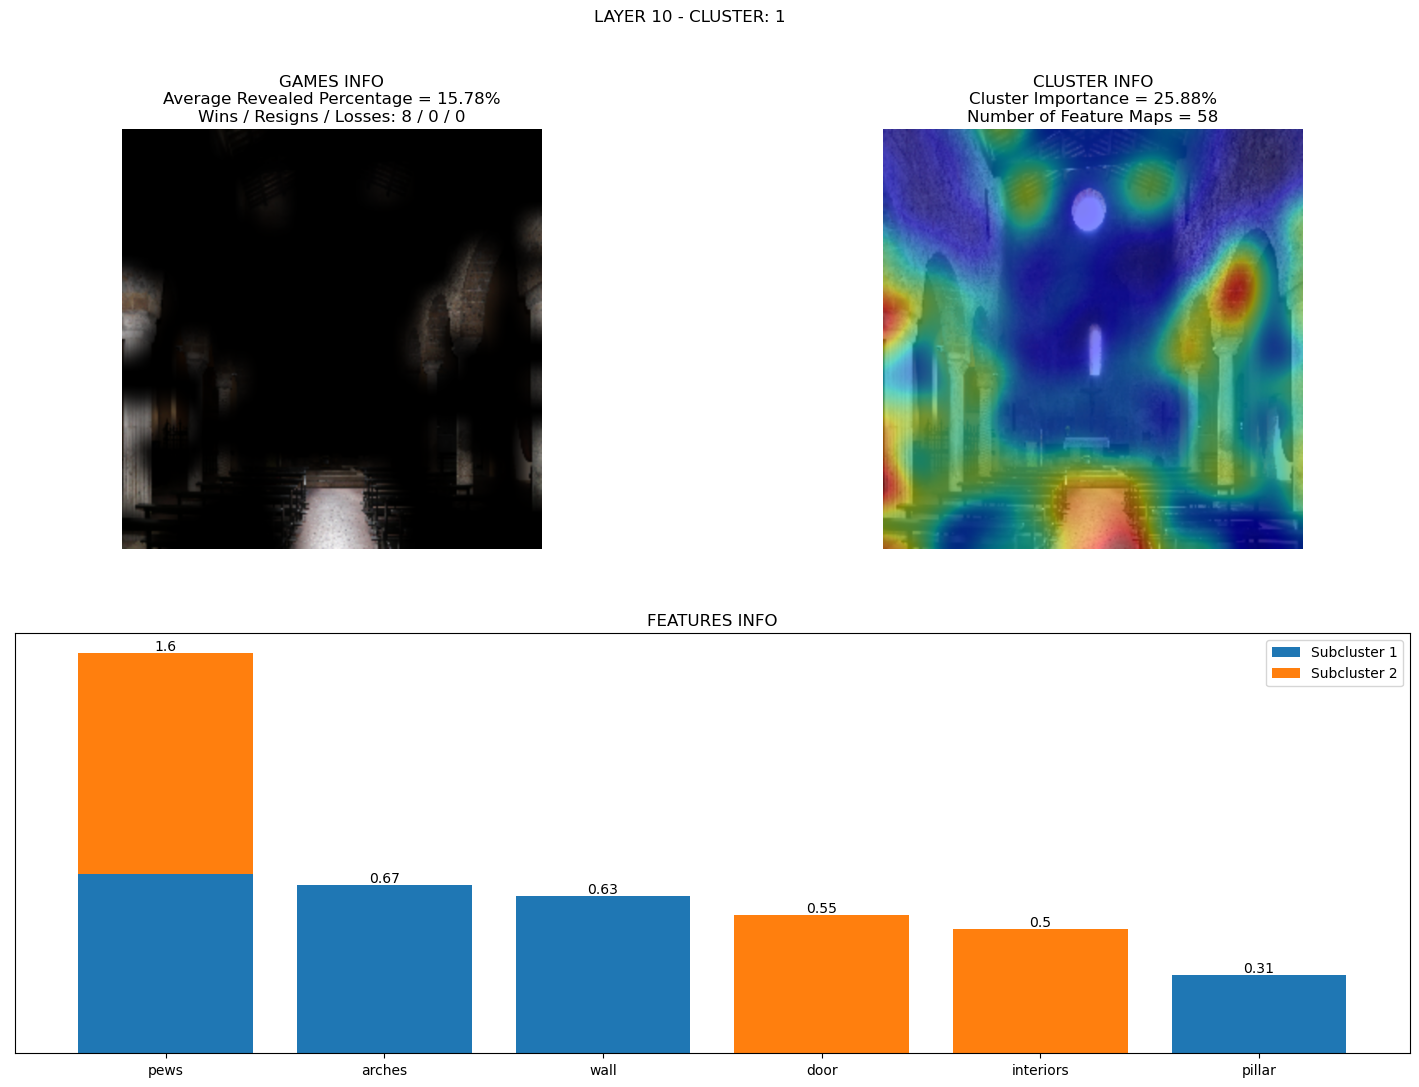 LAYER 10 - CLUSTER: 1
GAMES INFO
Average Revealed Percentage = 15.78%
Wins / Resigns / Losses: 8 / 0 / 0
CLUSTER INFO
Cluster Importance = 25.88%
Number of Feature Maps = 58
FEATURES INFO
1.6
0.67
0.63
0.55
0.5
0.31
Subcluster 1
Subcluster 2
pews
arches
wall
door
interiors
pillar